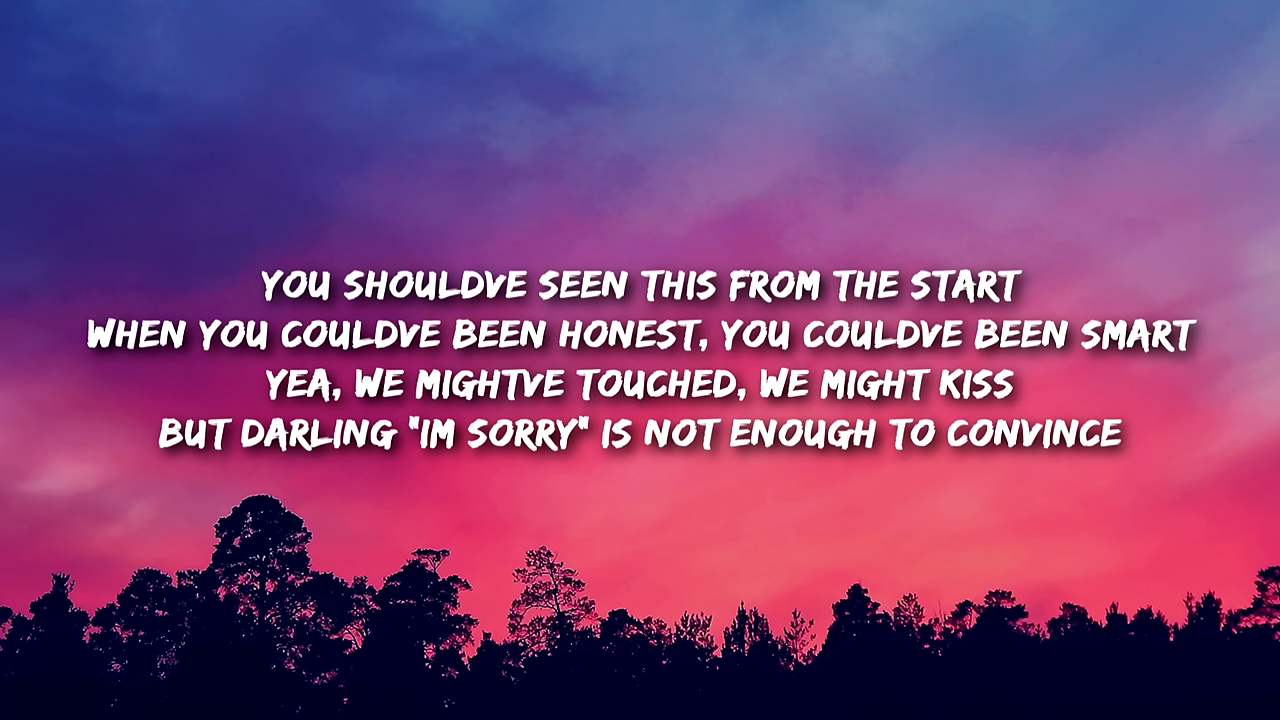 YOU SHOULDVE SEEN THIS FROM THE START
WHEN YOU COULDVE BEEN HONEST, YOU COULDVE BEEN SMART
YEA, WE MIGHTVE TOUCHED, WE MIGHT KISS
BUT DARLING "IM SORRY" IS NOT ENOUGH TO CONVINCE